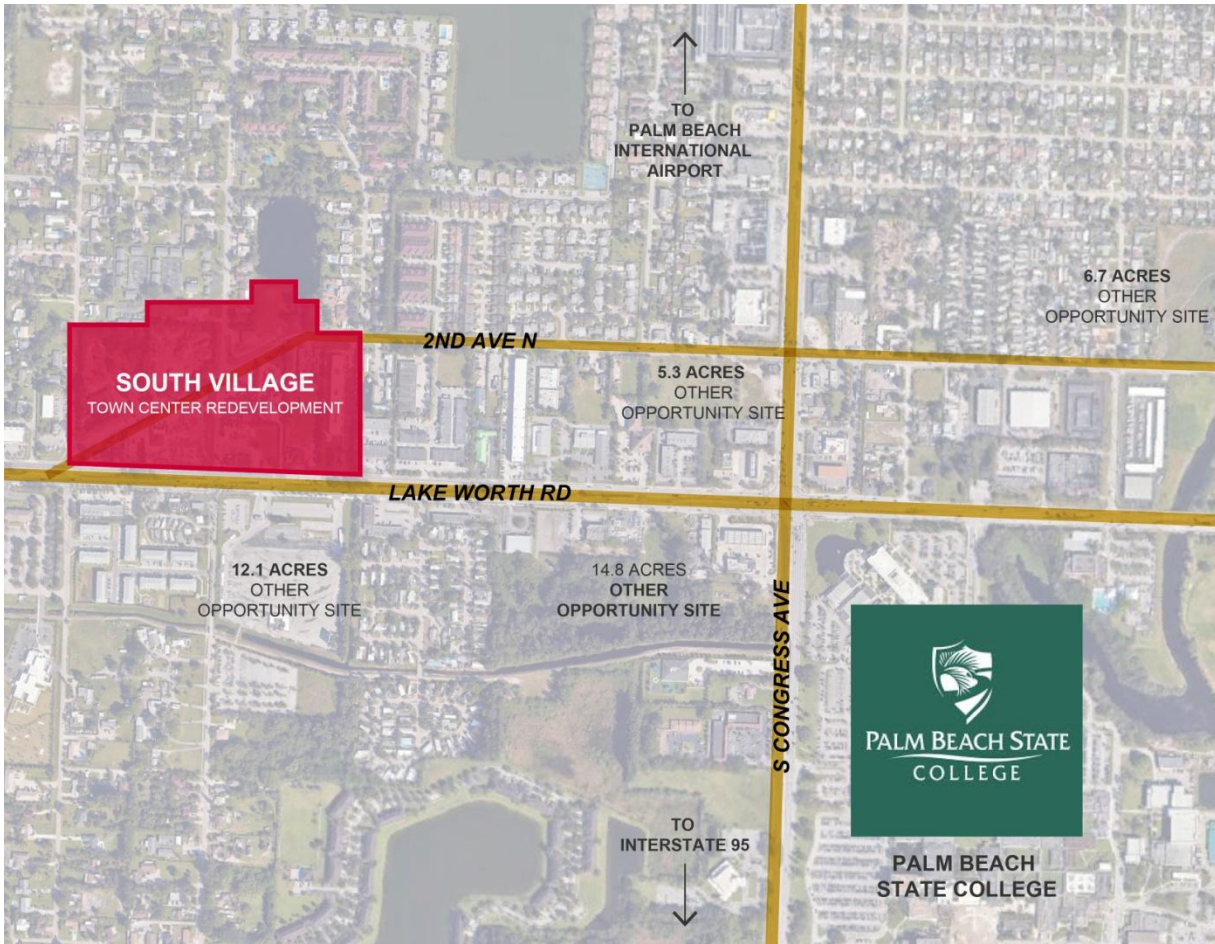 TO
PALM BEACH
INTERNATIONAL
AIRPORT
6.7 ACRES
OTHER
OPPORTUNITY SITE
2ND AVE N
SOUTH VILLAGE
TOWN CENTER REDEVELOPMENT
5.3 ACRES
OTHER
OPPORTUNITY SITE
LAKE WORTH RD
12.1 ACRES
OTHER
OPPORTUNITY SITE
14.8 ACRES
OTHER
OPPORTUNITY SITE
S CONGRESS AVE
PALM BEACH STATE
COLLEGE
TO
INTERSTATE 95
PALM BEACH
STATE COLLEGE